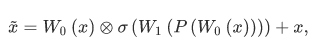 x̃ = W₀ (x) ⊗ σ (W₁ (P (W₀ (x)))) + x,